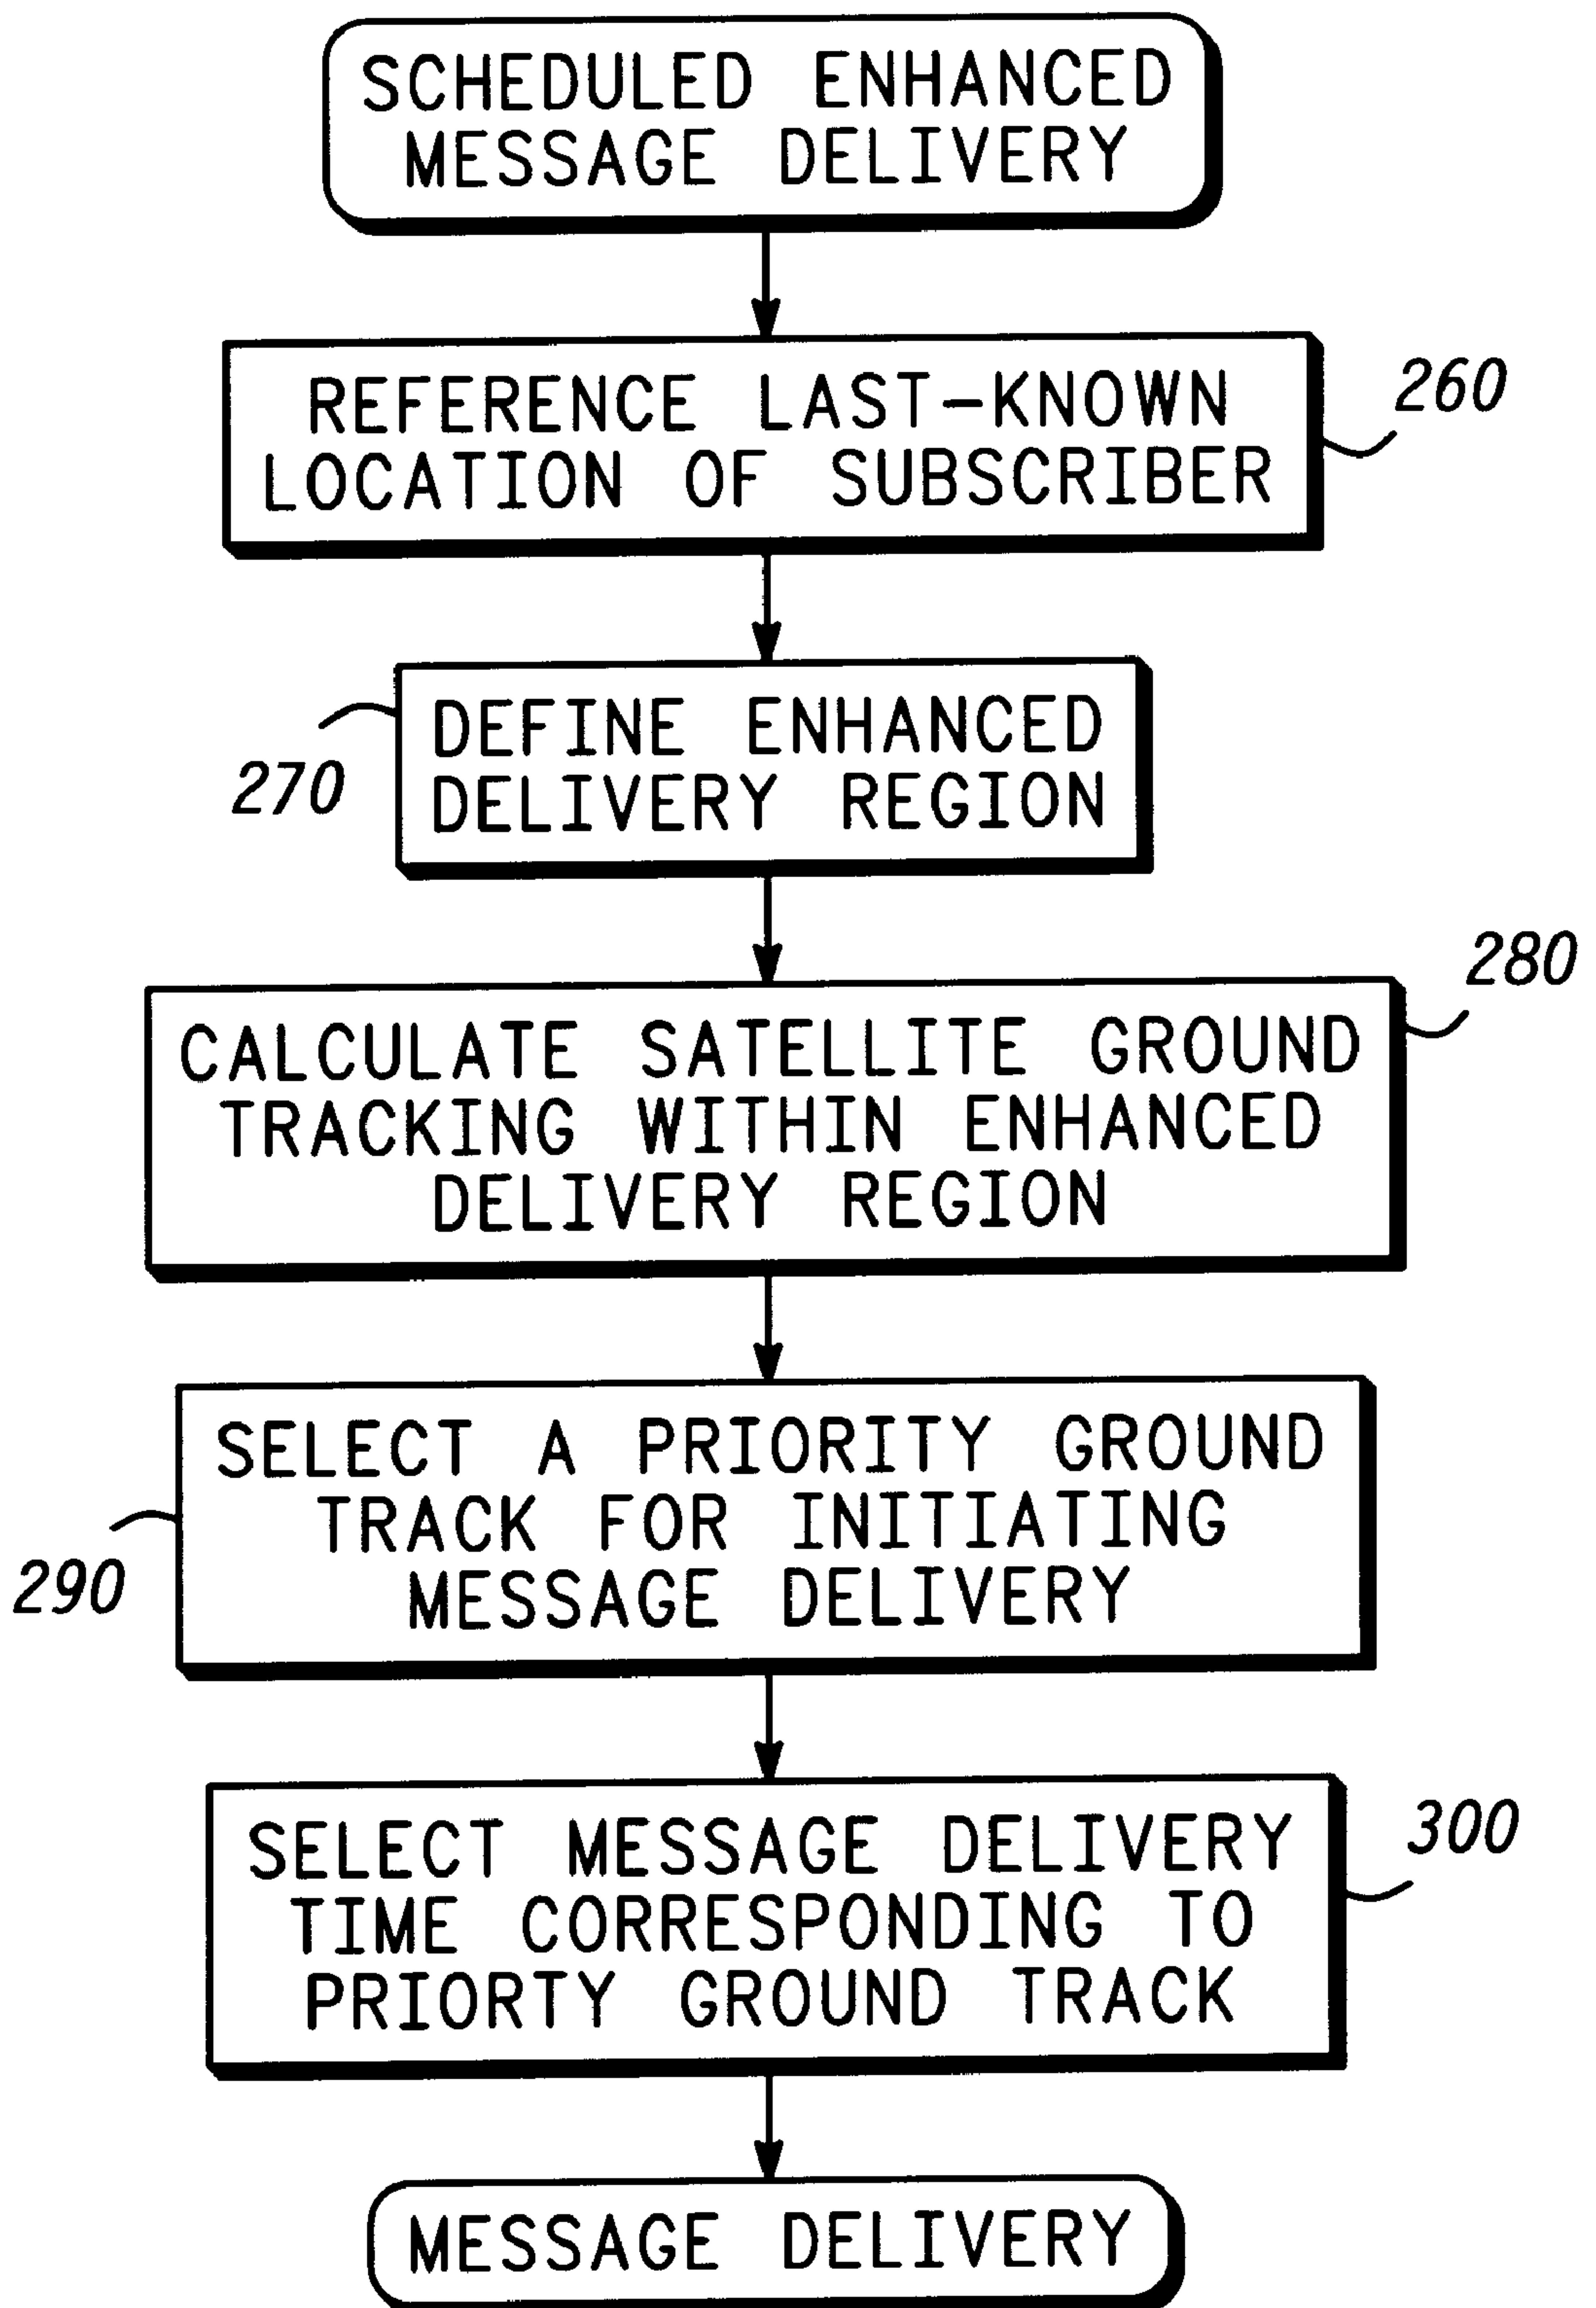 SCHEDULED ENHANCED
MESSAGE DELIVERY
REFERENCE LAST-KNOWN
LOCATION OF SUBSCRIBER
260
DEFINE ENHANCED
DELIVERY REGION
270
CALCULATE SATELLITE GROUND
TRACKING WITHIN ENHANCED
DELIVERY REGION
280
SELECT A PRIORITY GROUND
TRACK FOR INITIATING
MESSAGE DELIVERY
290
SELECT MESSAGE DELIVERY
TIME CORRESPONDING TO
PRIORTY GROUND TRACK
300
MESSAGE DELIVERY